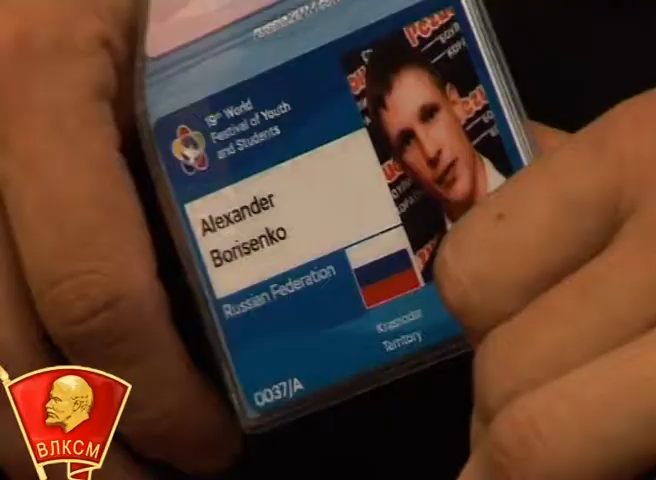 19th World
Festival of Youth
and Students
Alexander
Borisenko
Russian Federation
Krasnodar
Territory
0037/A
ВЛКСМ